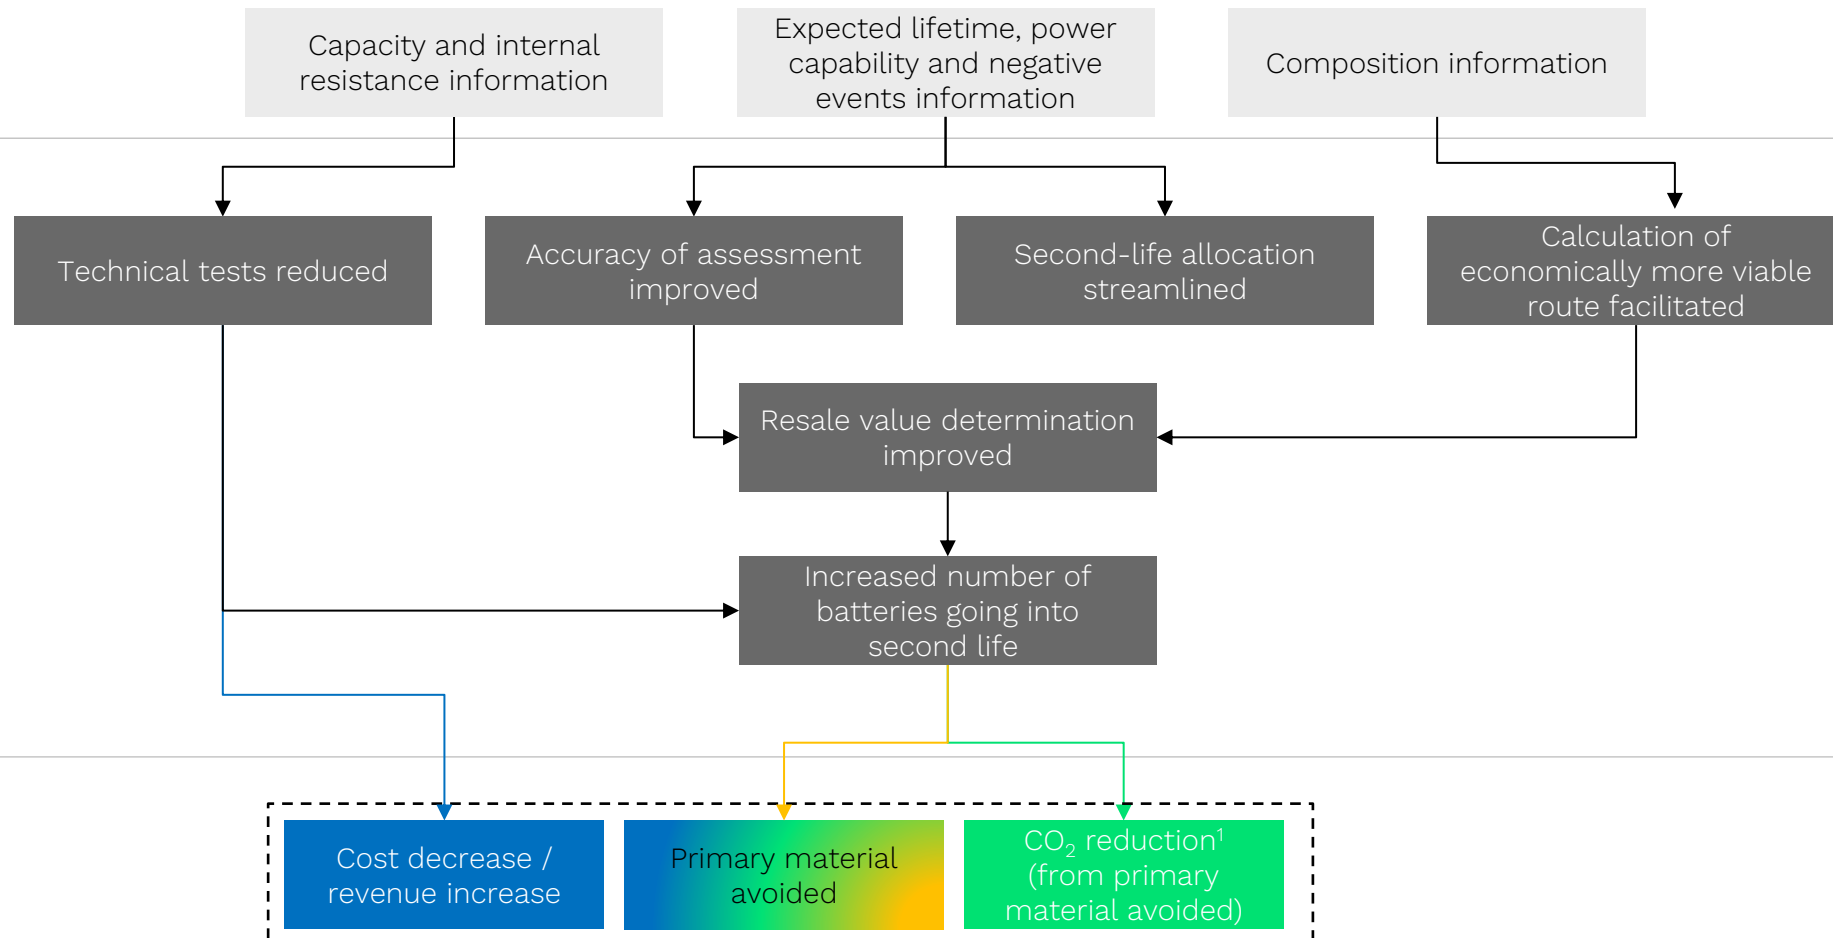 Capacity and internal
resistance information
Expected lifetime, power
capability and negative
events information
Composition information
Technical tests reduced
Accuracy of assessment
improved
Second-life allocation
streamlined
Calculation of
economically more viable
route facilitated
Resale value determination
improved
Increased number of
batteries going into
second life
Cost decrease /
revenue increase
Primary material
avoided
CO₂ reduction¹
(from primary
material avoided)